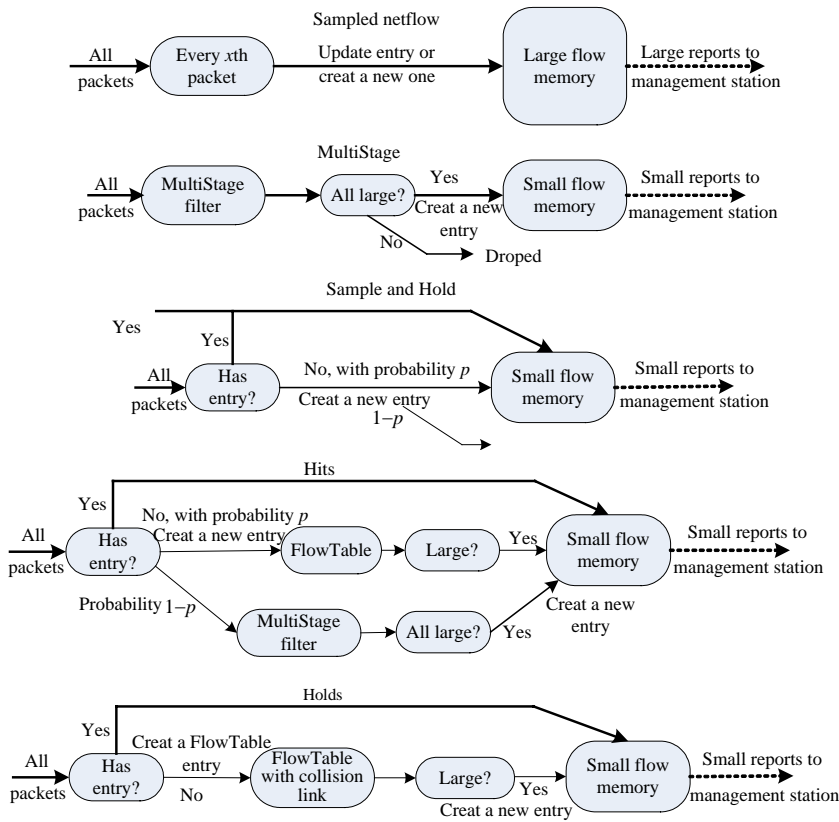 Sampled netflow
All
packets
Every xth
packet
Update entry or
creat a new one
Large flow
memory
Large reports to
management station
MultiStage
All
packets
MultiStage
filter
All large?
Yes
Creat a new
entry
No
Droped
Small flow
memory
Small reports to
management station
Sample and Hold
Yes
Yes
All
packets
Has
entry?
No, with probability p
Creat a new entry
1−p
Small flow
memory
Small reports to
management station
Hits
Yes
All
packets
Has
entry?
No, with probability p
Creat a new entry
FlowTable
Large?
Yes
Small flow
memory
Small reports to
management station
Probability 1−p
MultiStage
filter
All large?
Yes
Creat a new
entry
Holds
Yes
All
packets
Has
entry?
Creat a FlowTable
entry
No
FlowTable
with collision
link
Large?
Yes
Creat a new entry
Small flow
memory
Small reports to
management station